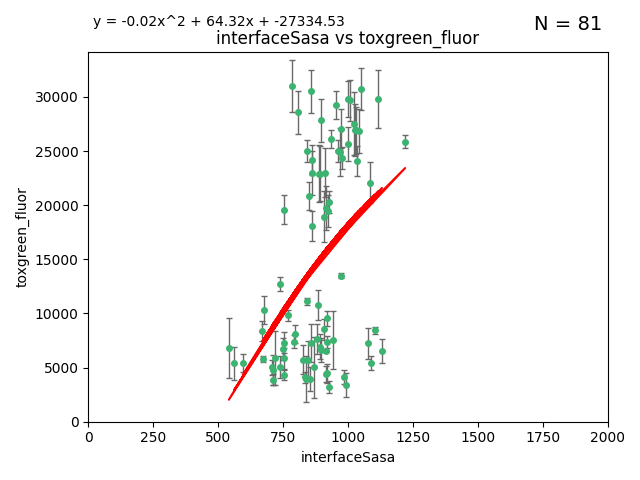 y = -0.02x^2 + 64.32x + -27334.53
N = 81
interfaceSasa vs toxgreen_fluor
toxgreen_fluor
30000
25000
20000
15000
10000
5000
0
0 250 500 750 1000 1250 1500 1750 2000
interfaceSasa